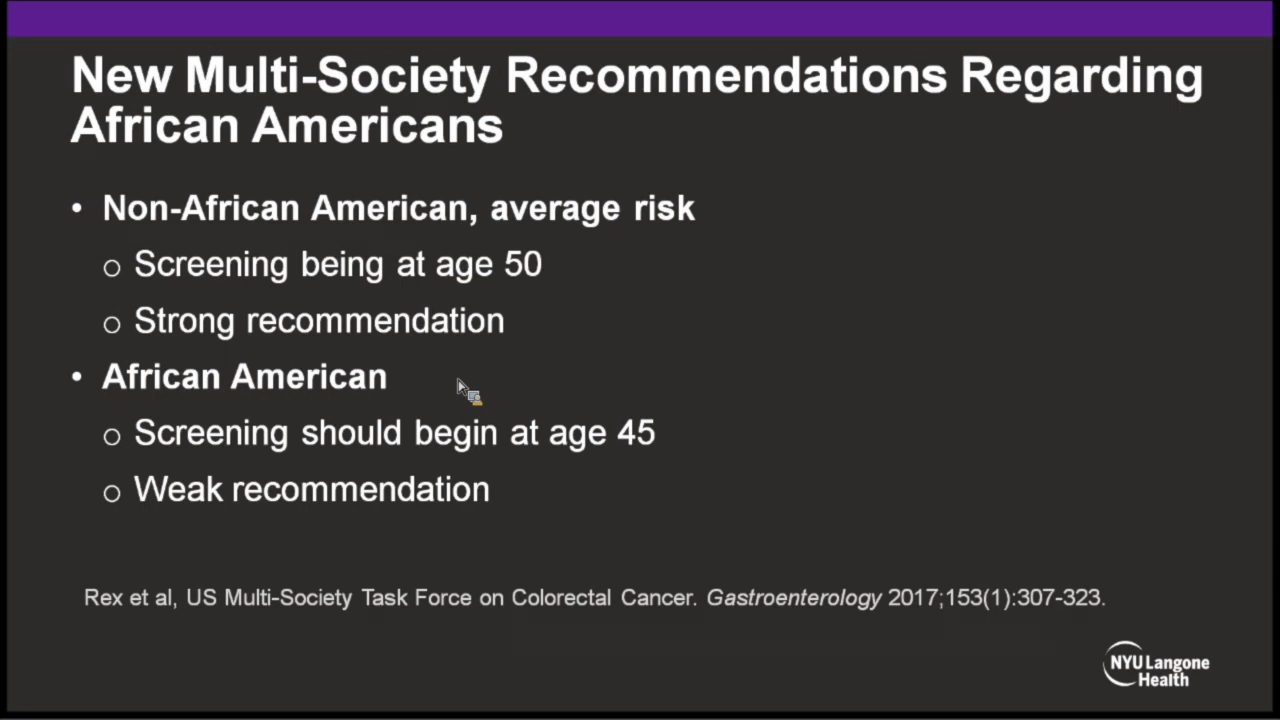 New Multi-Society Recommendations Regarding
African Americans
• Non-African American, average risk
o Screening being at age 50
o Strong recommendation
• African American
o Screening should begin at age 45
o Weak recommendation
Rex et al, US Multi-Society Task Force on Colorectal Cancer. Gastroenterology 2017;153(1):307-323.
NYU Langone
Health